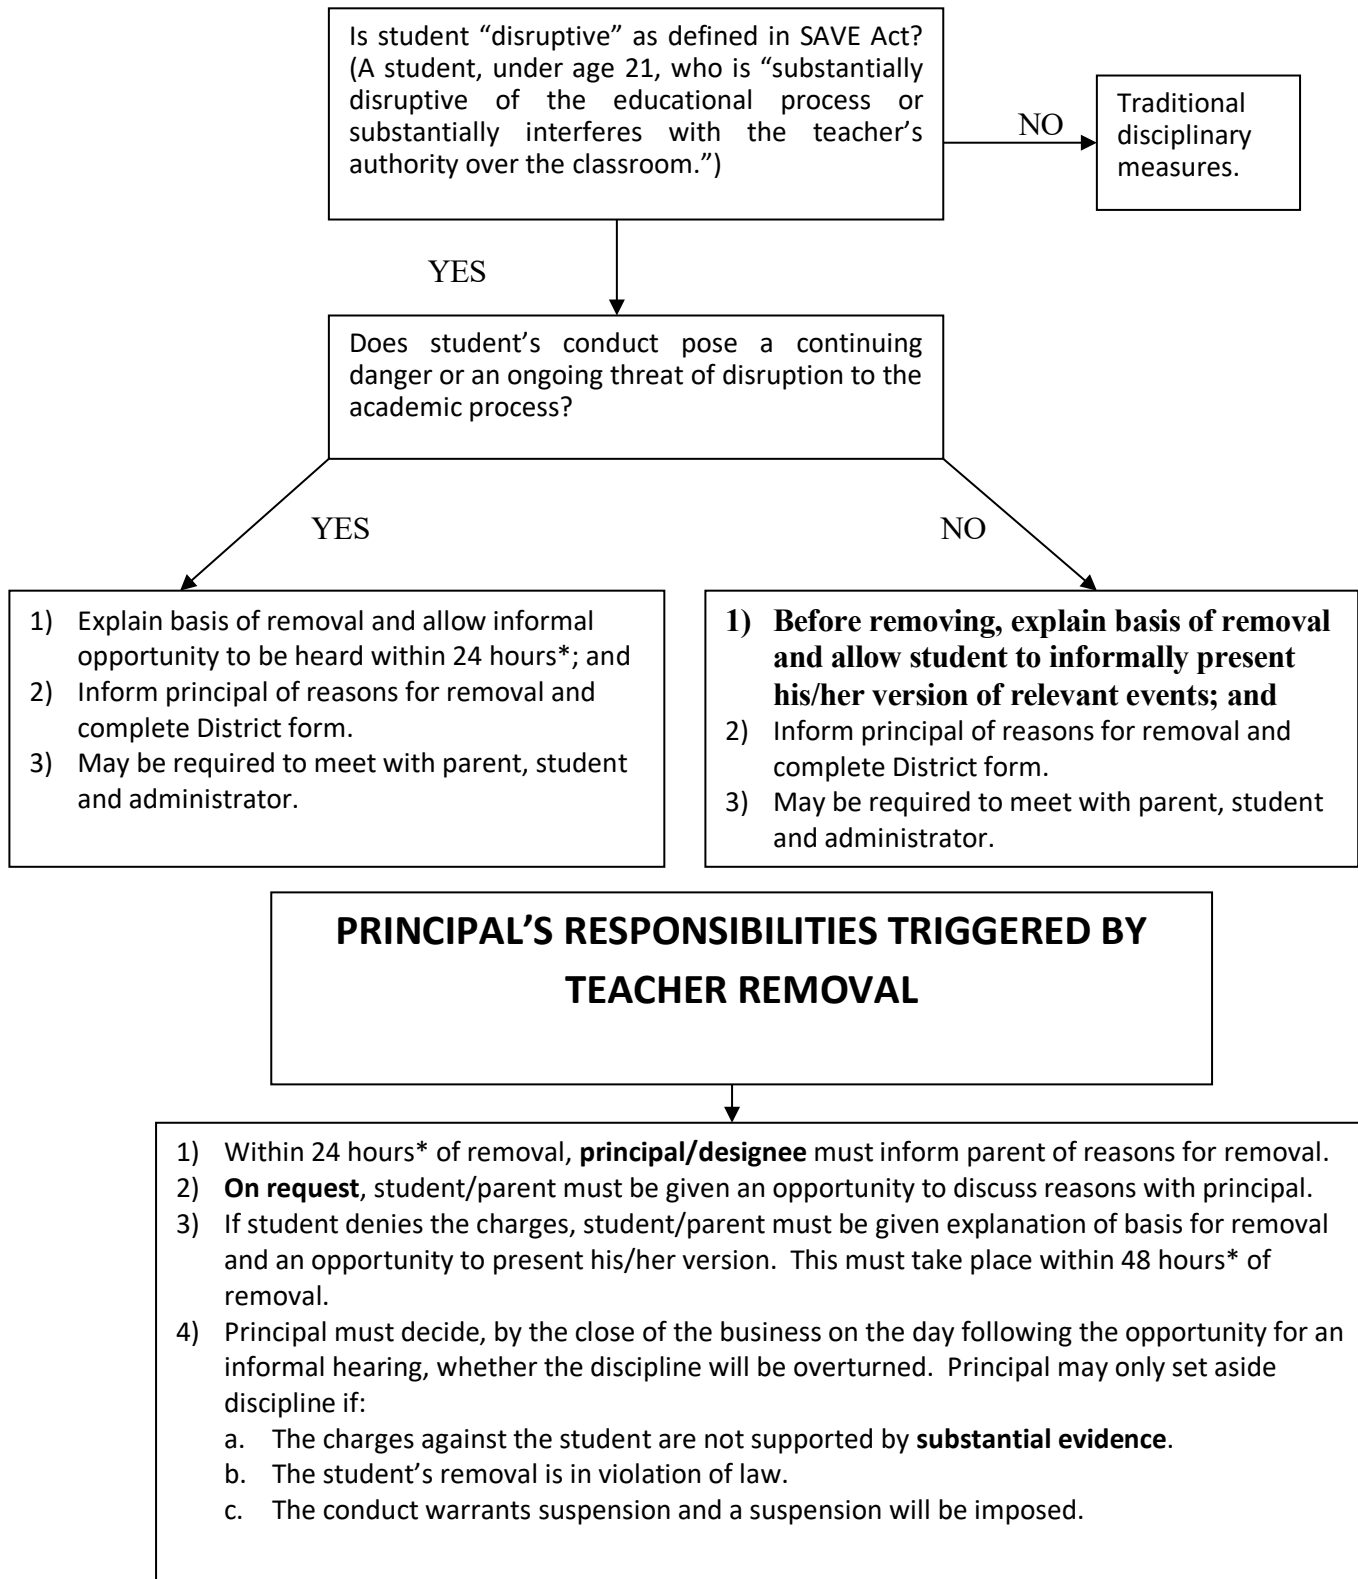 Is student “disruptive” as defined in SAVE Act?
(A student, under age 21, who is “substantially
disruptive of the educational process or
substantially interferes with the teacher’s
authority over the classroom.”)
NO
Traditional
disciplinary
measures.
YES
Does student’s conduct pose a continuing
danger or an ongoing threat of disruption to the
academic process?
YES
NO
1) Explain basis of removal and allow informal
opportunity to be heard within 24 hours*; and
2) Inform principal of reasons for removal and
complete District form.
3) May be required to meet with parent, student
and administrator.
1) Before removing, explain basis of removal
and allow student to informally present
his/her version of relevant events; and
2) Inform principal of reasons for removal and
complete District form.
3) May be required to meet with parent, student
and administrator.
PRINCIPAL’S RESPONSIBILITIES TRIGGERED BY
TEACHER REMOVAL
1) Within 24 hours* of removal, principal/designee must inform parent of reasons for removal.
2) On request, student/parent must be given an opportunity to discuss reasons with principal.
3) If student denies the charges, student/parent must be given explanation of basis for removal
and an opportunity to present his/her version. This must take place within 48 hours* of
removal.
4) Principal must decide, by the close of the business on the day following the opportunity for an
informal hearing, whether the discipline will be overturned. Principal may only set aside
discipline if:
a. The charges against the student are not supported by substantial evidence.
b. The student’s removal is in violation of law.
c. The conduct warrants suspension and a suspension will be imposed.